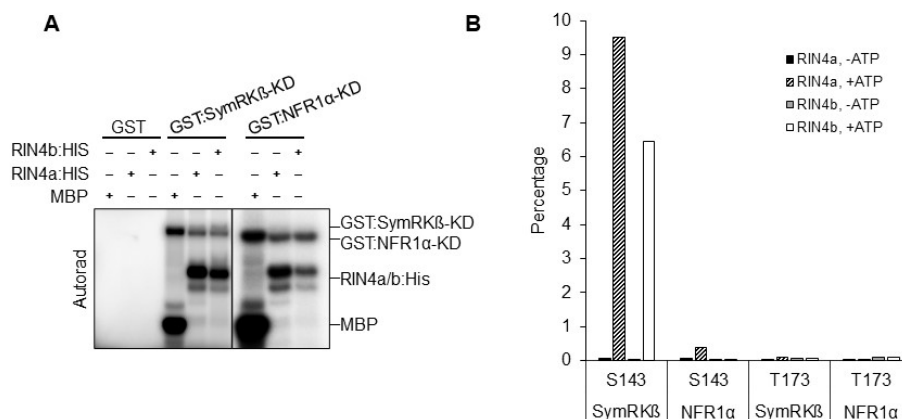 A
GST
GST:SymRKß-KD
GST:NFR1α-KD
RIN4b:HIS – – + – – + – – +
RIN4a:HIS – + – – + – – + –
MBP + – – + – – + – –
Autorad
GST:SymRKß-KD
GST:NFR1α-KD
RIN4a/b:His
MBP
B
Percentage
10
9
8
7
6
5
4
3
2
1
0
RIN4a, -ATP
RIN4a, +ATP
RIN4b, -ATP
RIN4b, +ATP
S143 S143 T173 T173
SymRKß NFR1α SymRKß NFR1α